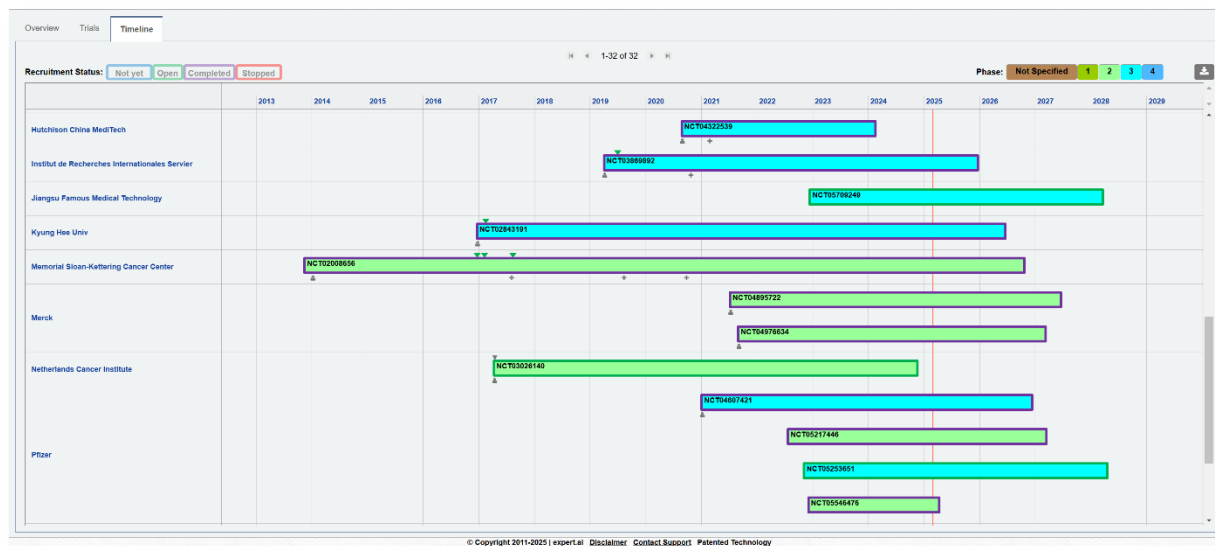 Overview Trials Timeline
1-32 of 32
Recruitment Status: Not yet Open Completed Stopped
Phase: Not Specified 1 2 3 4
2013 2014 2015 2016 2017 2018 2019 2020 2021 2022 2023 2024 2025 2026 2027 2028 2029
Hutchison China MediTech
NCT04322539
Institut de Recherches Internationales Servier
NCT03869892
Jiangsu Famous Medical Technology
NCT05709249
Kyung Hee Univ
NCT02843191
Memorial Sloan-Kettering Cancer Center
NCT02008656
Merck
NCT04895722
NCT04976634
Netherlands Cancer Institute
NCT03026140
Pfizer
NCT04607421
NCT05217446
NCT05253651
NCT05546476
© Copyright 2011-2025 | expert.ai Disclaimer Contact Support Patented Technology